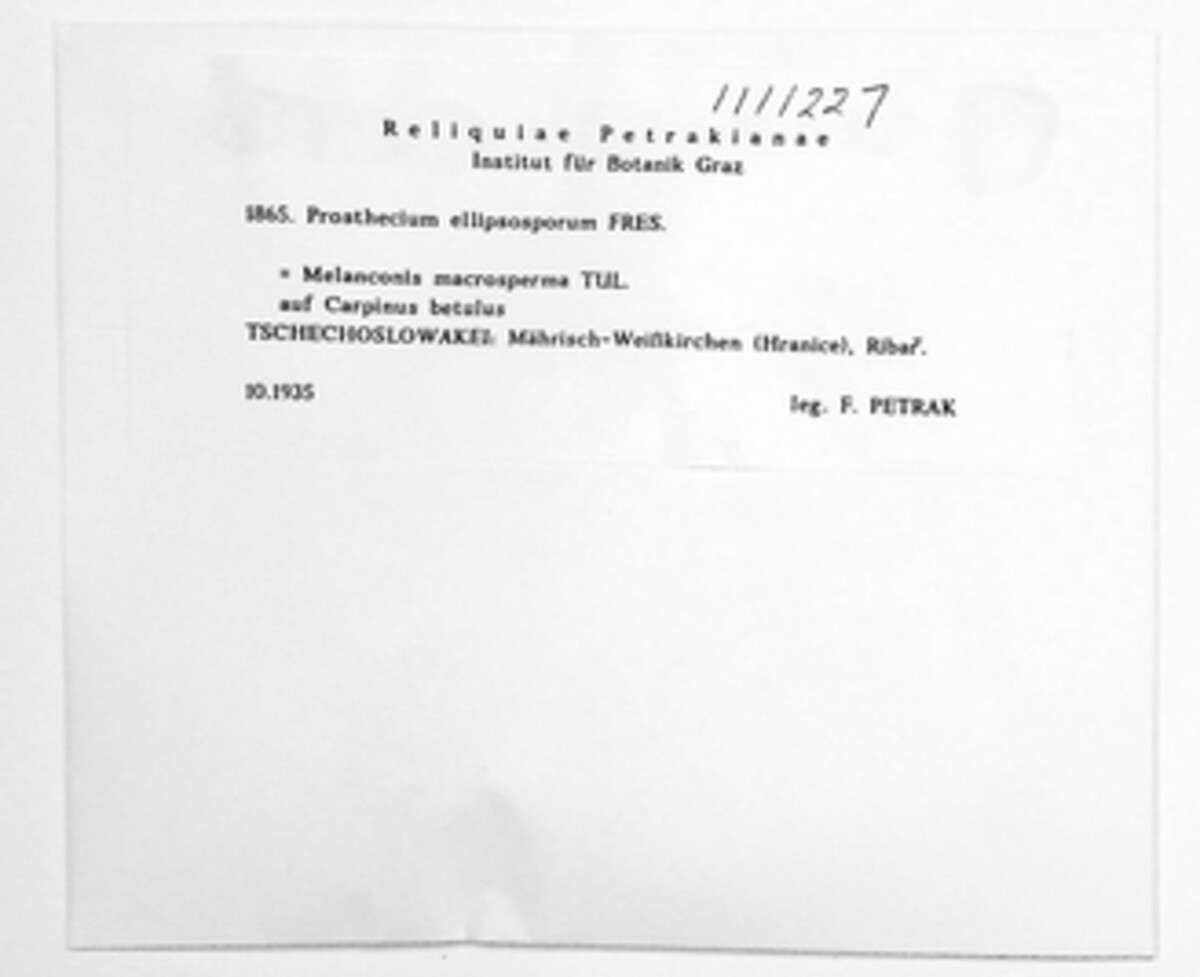 1111227
Reliquiae Petrakianae
Institut für Botanik Graz
1865. Prosthecium ellipsosporum FRES.
= Melanconis macrosperma TUL.
auf Carpinus betulus
TSCHECHOSLOWAKEI: Mährisch-Weißkirchen (Hranice), Ribař.
10.1935
leg. F. PETRAK